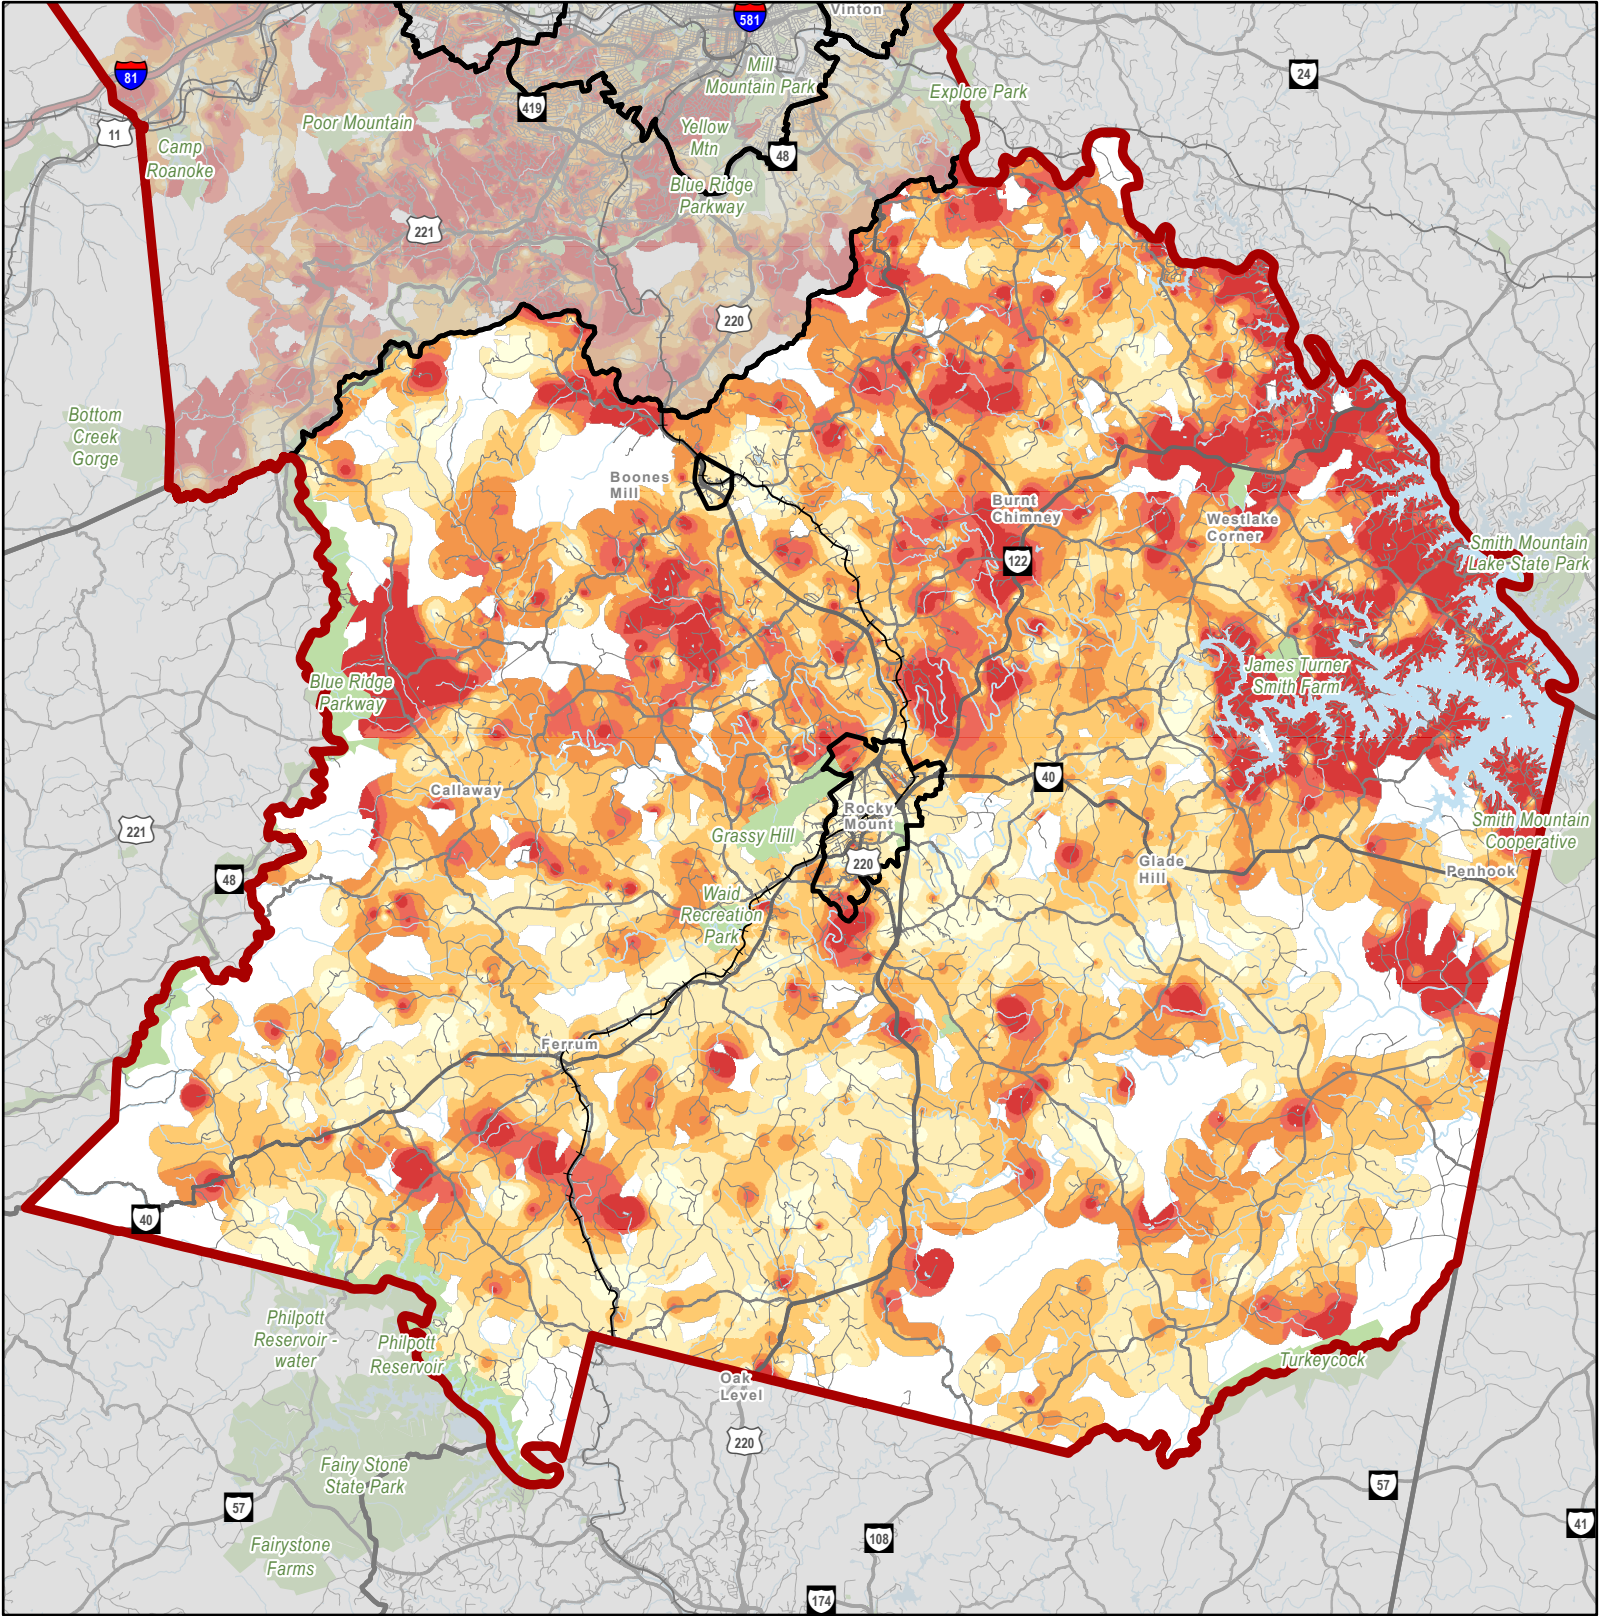 581
Vinton
81
24
Mill
Mountain Park
Explore Park
419
11
Poor Mountain
Camp
Roanoke
Yellow
Mtn
48
Blue Ridge
Parkway
221
220
Bottom
Creek
Gorge
Boones
Mill
Burnt
Chimney
Westlake
Corner
122
Smith Mountain
Lake State Park
James Turner
Smith Farm
Blue Ridge
Parkway
40
Callaway
Rocky
Mount
221
Grassy Hill
220
Smith Mountain
Cooperative
Glade
Hill
Penhook
48
Waid
Recreation
Park
Ferrum
40
Philpott
Reservoir -
water
Philpott
Reservoir
Turkeycock
Oak
Level
220
Fairy Stone
State Park
57
57
41
108
Fairystone
Farms
174